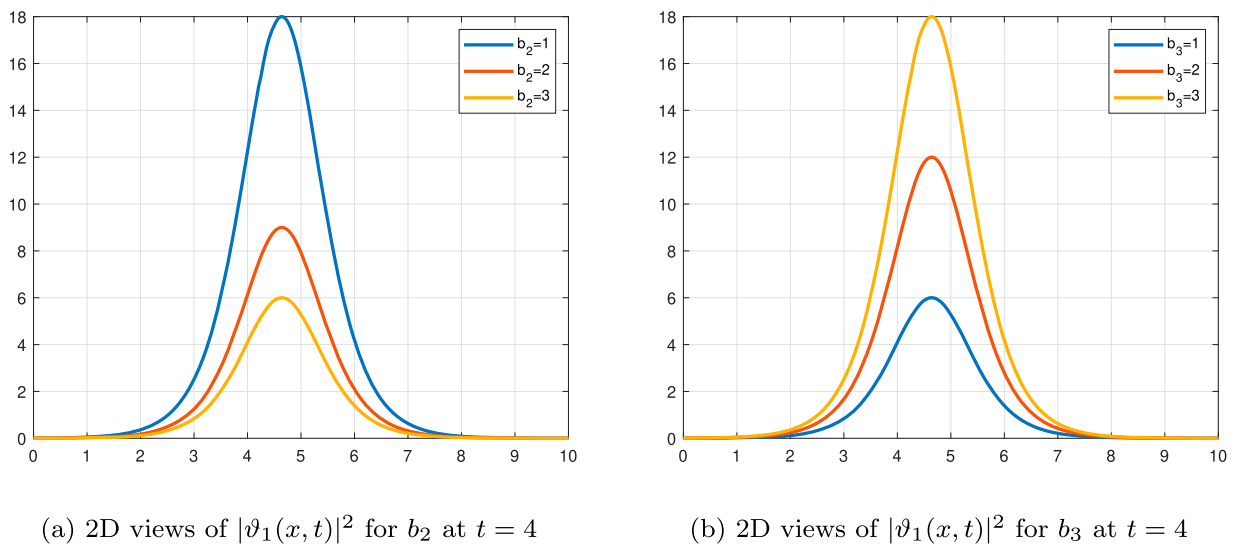 18
16
14
12
10
8
6
4
2
0
0 1 2 3 4 5 6 7 8 9 10
b₂=1
b₂=2
b₂=3
(a) 2D views of |ϑ₁(x, t)|² for b₂ at t = 4
18
16
14
12
10
8
6
4
2
0
0 1 2 3 4 5 6 7 8 9 10
b₃=1
b₃=2
b₃=3
(b) 2D views of |ϑ₁(x, t)|² for b₃ at t = 4